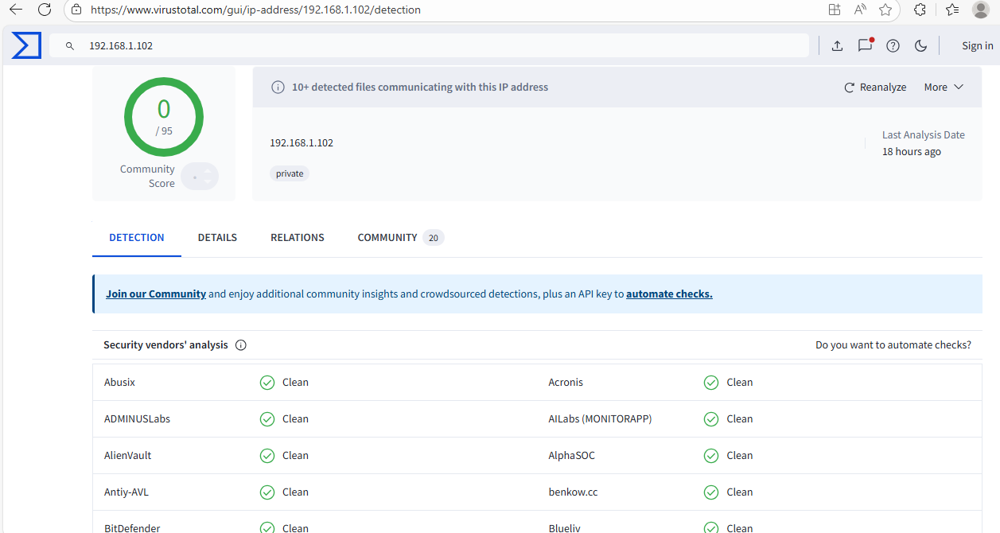 https://www.virustotal.com/gui/ip-address/192.168.1.102/detection
192.168.1.102
Sign in
0
/ 95
Community
Score
10+ detected files communicating with this IP address
Reanalyze
More
192.168.1.102
private
Last Analysis Date
18 hours ago
DETECTION
DETAILS
RELATIONS
COMMUNITY 20
Join our Community and enjoy additional community insights and crowdsourced detections, plus an API key to automate checks.
Security vendors' analysis
Do you want to automate checks?
Abusix Clean Acronis Clean
ADMINUSLabs Clean AILabs (MONITORAPP) Clean
AlienVault Clean AlphaSOC Clean
Antiy-AVL Clean benkow.cc Clean
BitDefender Clean Blueliv Clean